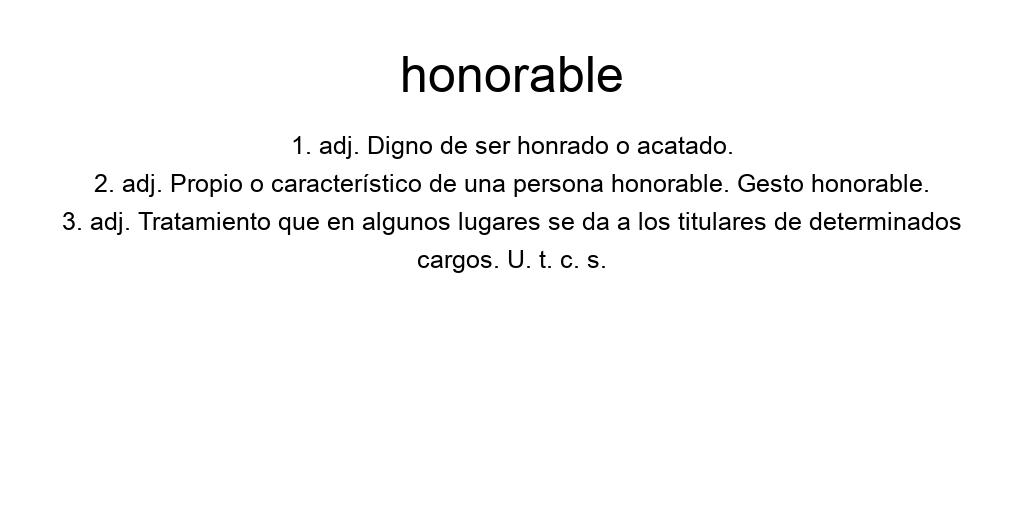 honorable
1. adj. Digno de ser honrado o acatado.
2. adj. Propio o característico de una persona honorable. Gesto honorable.
3. adj. Tratamiento que en algunos lugares se da a los titulares de determinados
cargos. U. t. c. s.